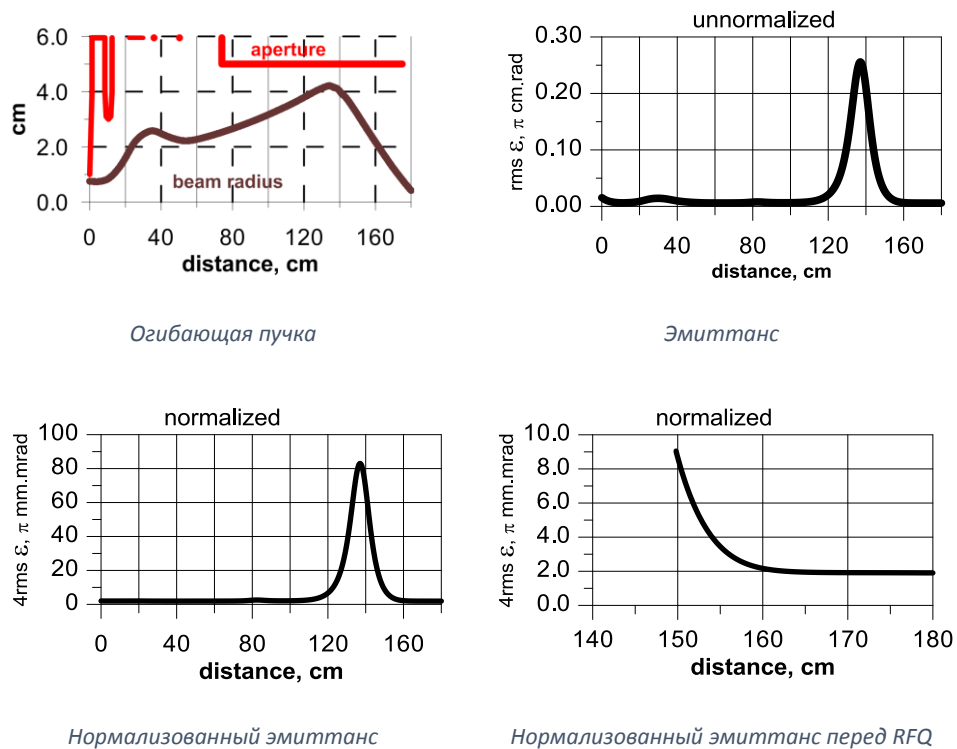 6.0
aperture
4.0
cm
2.0
beam radius
0.0
0 40 80 120 160
distance, cm
Огибающая пучка
unnormalized
0.30
0.20
rms ε, π cm.rad
0.10
0.00
0 40 80 120 160
distance, cm
Эмиттанс
normalized
100
80
60
4rms ε, π mm.mrad
40
20
0
0 40 80 120 160
distance, cm
Нормализованный эмиттанс
normalized
10.0
8.0
6.0
4rms ε, π mm.mrad
4.0
2.0
0.0
140 150 160 170 180
distance, cm
Нормализованный эмиттанс перед RFQ